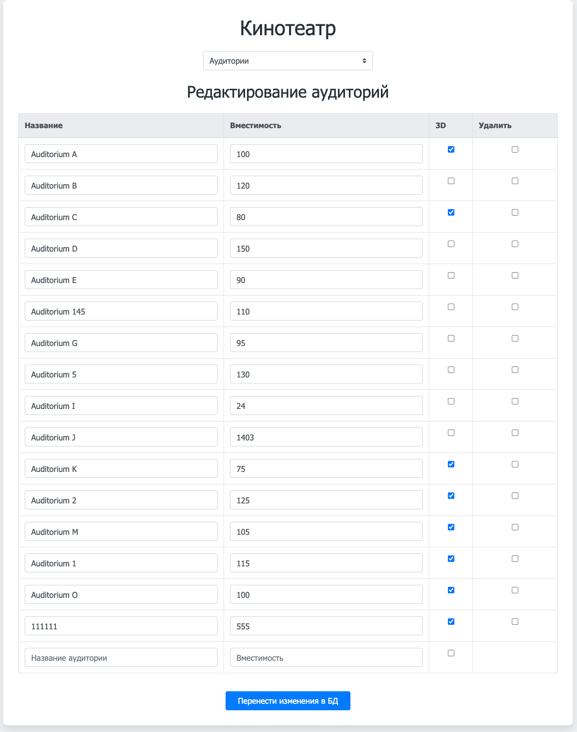 Кинотеатр
Аудитории
Редактирование аудиторий
Название Вместимость 3D Удалить
Auditorium A 100
Auditorium B 120
Auditorium C 80
Auditorium D 150
Auditorium E 90
Auditorium 145 110
Auditorium G 95
Auditorium 5 130
Auditorium I 24
Auditorium J 1403
Auditorium K 75
Auditorium 2 125
Auditorium M 105
Auditorium 1 115
Auditorium O 100
111111 555
Название аудитории Вместимость
Перенести изменения в БД